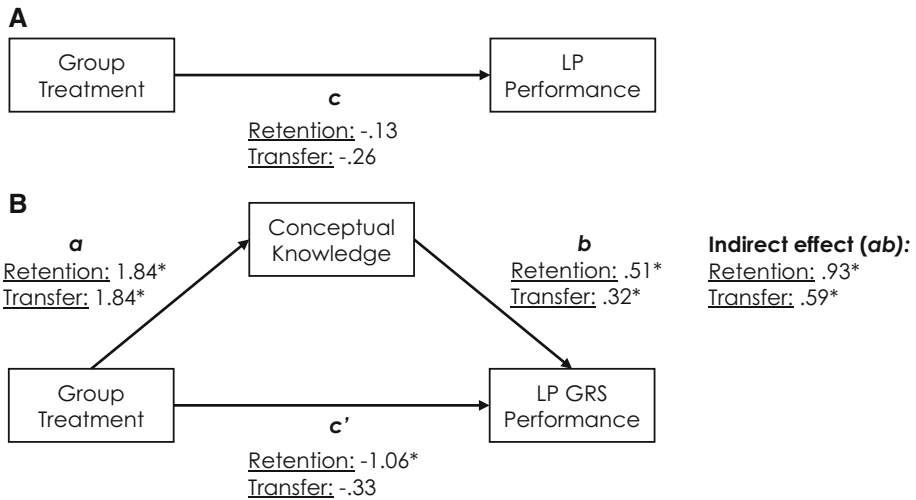 A
Group
Treatment
LP
Performance
c
Retention: -.13
Transfer: -.26
B
Conceptual
Knowledge
a
Retention: 1.84*
Transfer: 1.84*
b
Retention: .51*
Transfer: .32*
Indirect effect (ab):
Retention: .93*
Transfer: .59*
Group
Treatment
LP GRS
Performance
c’
Retention: -1.06*
Transfer: -.33